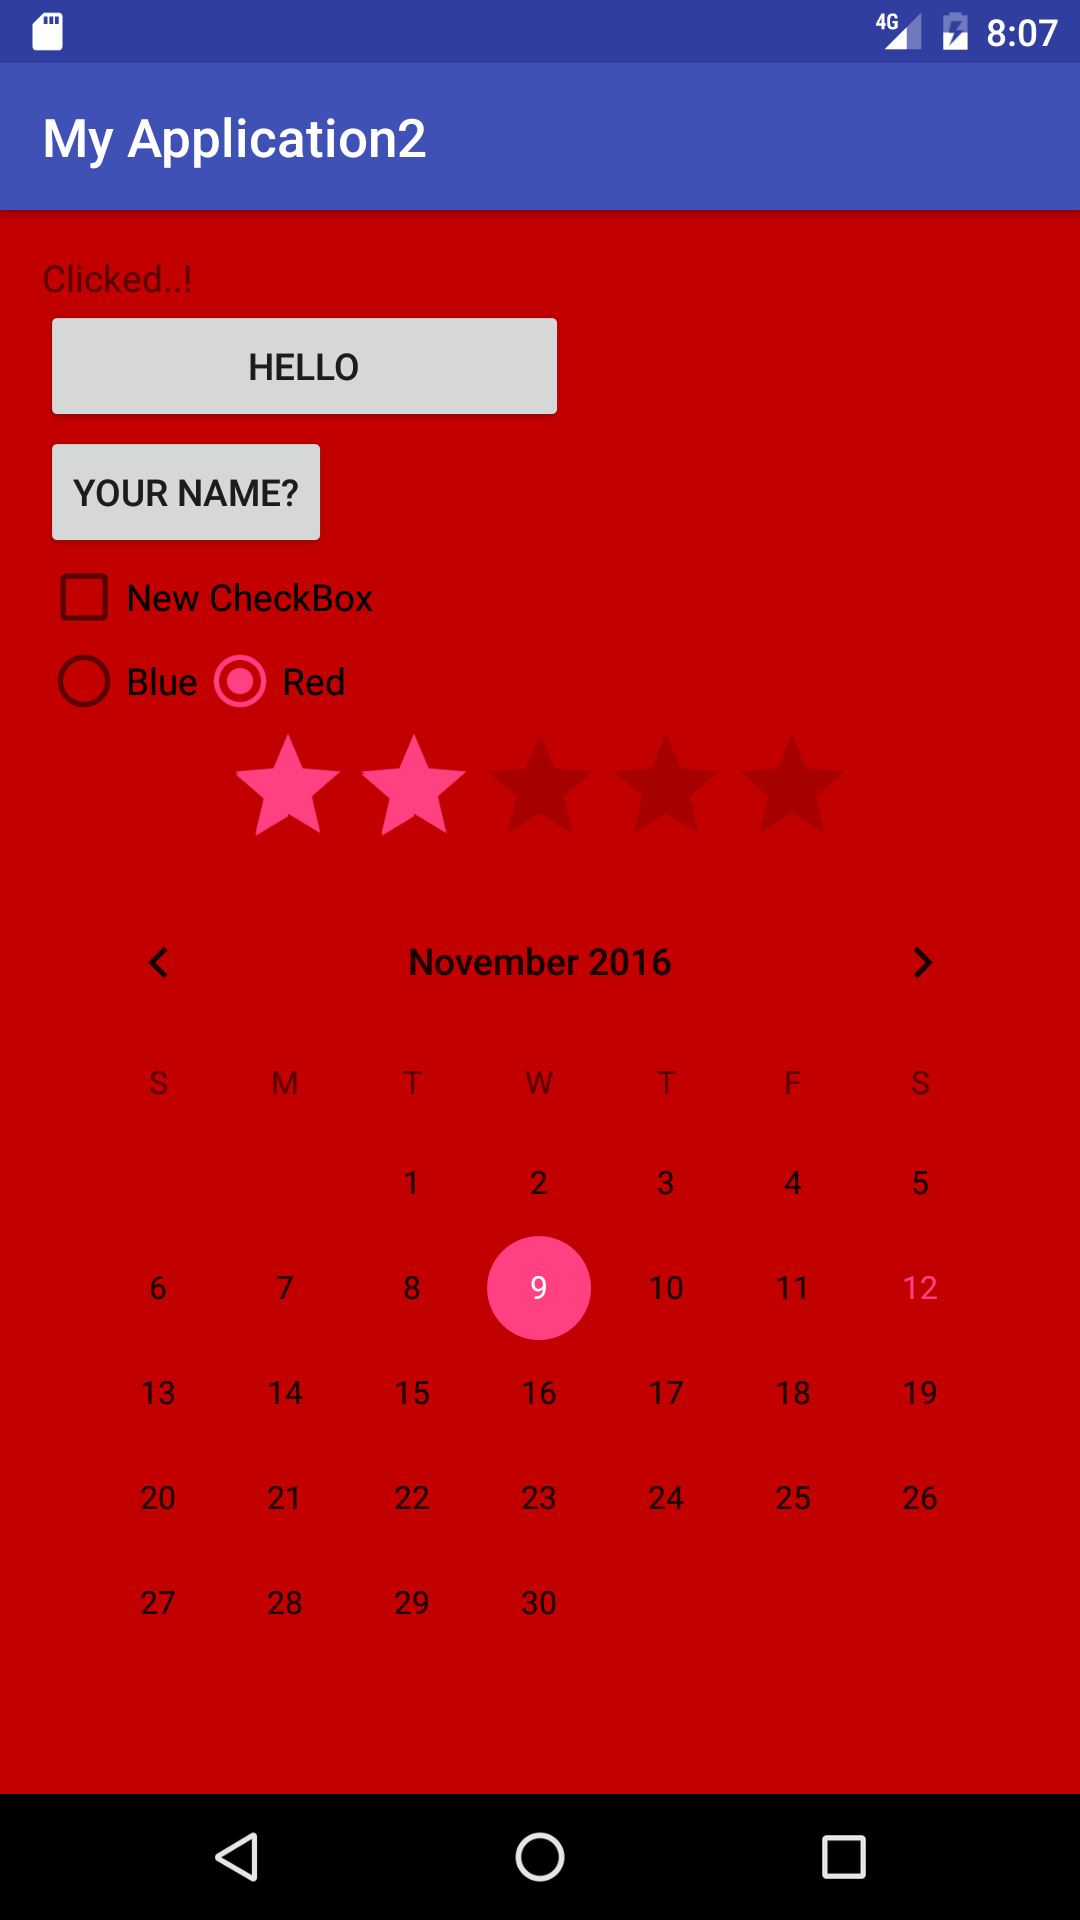 4G 8:07
My Application2
Clicked..!
HELLO
YOUR NAME?
New CheckBox
Blue Red
November 2016
S M T W T F S
1 2 3 4 5
6 7 8 9 10 11 12
13 14 15 16 17 18 19
20 21 22 23 24 25 26
27 28 29 30